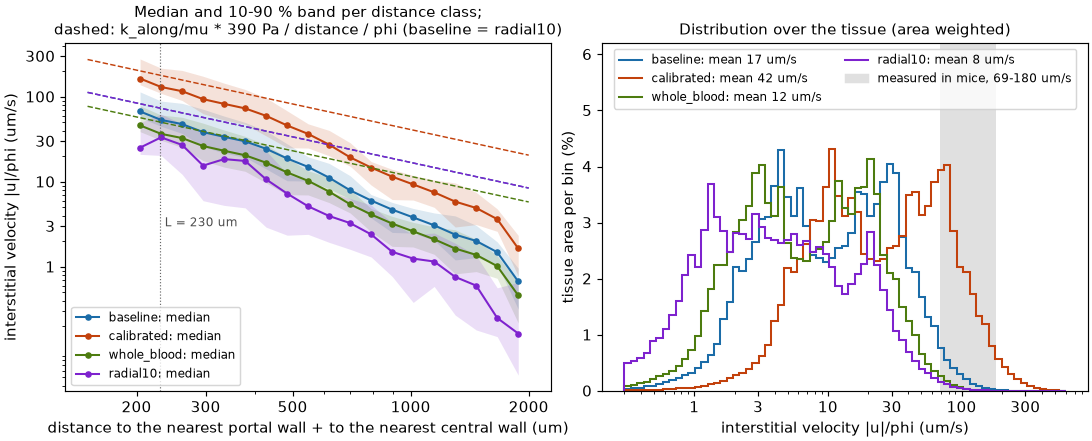 Median and 10-90 % band per distance class;
dashed: k_along/mu * 390 Pa / distance / phi (baseline = radial10)
interstitial velocity |u|/phi (um/s)
300
100
30
10
3
1
L = 230 um
baseline: median
calibrated: median
whole_blood: median
radial10: median
200
300
500
1000
2000
distance to the nearest portal wall + to the nearest central wall (um)
Distribution over the tissue (area weighted)
tissue area per bin (%)
6
5
4
3
2
1
0
baseline: mean 17 um/s
calibrated: mean 42 um/s
whole_blood: mean 12 um/s
radial10: mean 8 um/s
measured in mice, 69-180 um/s
1
3
10
30
100
300
interstitial velocity |u|/phi (um/s)